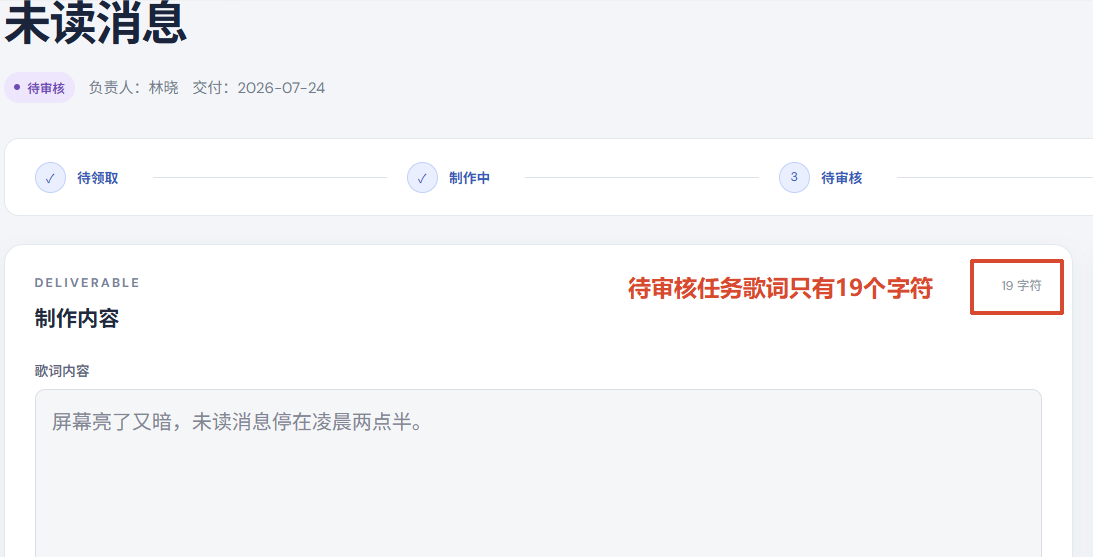 未读消息
待审核 负责人：林晓 交付：2026-07-24
✓ 待领取 ✓ 制作中 3 待审核
DELIVERABLE
待审核任务歌词只有19个字符 19 字符
制作内容
歌词内容
屏幕亮了又暗，未读消息停在凌晨两点半。